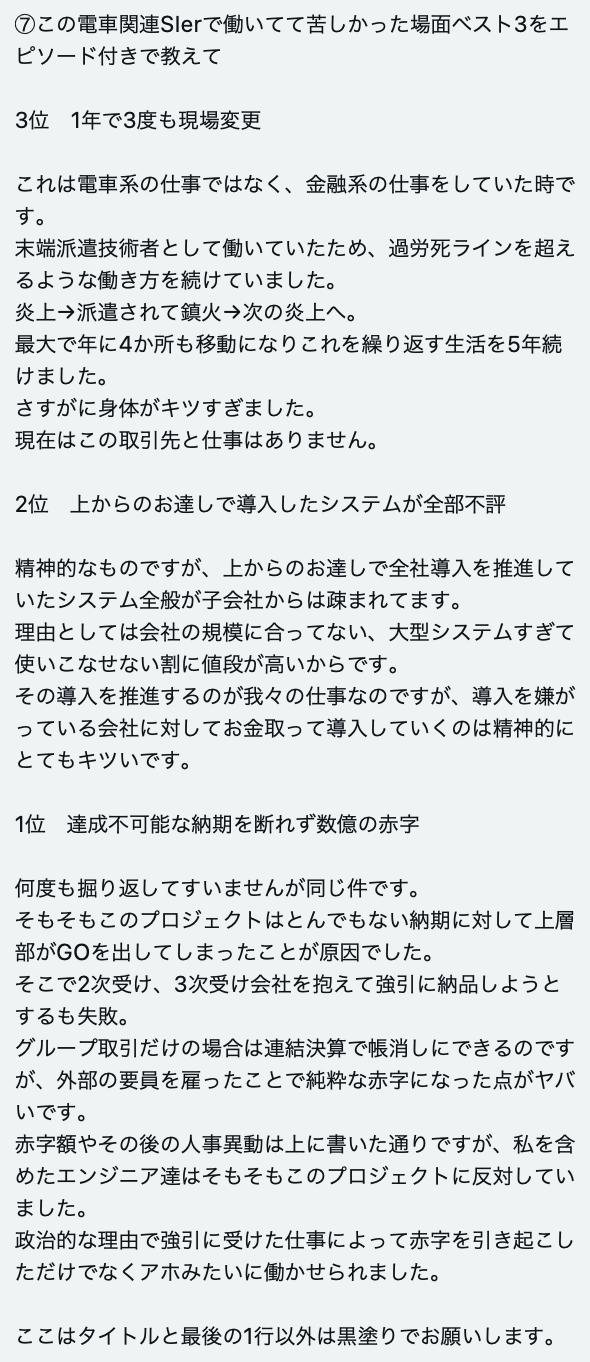 ⑦この電車関連SIerで働いてて苦しかった場面ベスト3をエ
ピソード付きで教えて
3位　1年で3度も現場変更
これは電車系の仕事ではなく、金融系の仕事をしていた時で
す。
末端派遣技術者として働いていたため、過労死ラインを超え
るような働き方を続けていました。
炎上→派遣されて鎮火→次の炎上へ。
最大で年に4か所も移動になりこれを繰り返す生活を5年続
けました。
さすがに身体がキツすぎました。
現在はこの取引先と仕事はありません。
2位　上からのお達しで導入したシステムが全部不評
精神的なものですが、上からのお達しで全社導入を推進して
いたシステム全般が子会社からは疎まれてます。
理由としては会社の規模に合ってない、大型システムすぎて
使いこなせない割に値段が高いからです。
その導入を推進するのが我々の仕事なのですが、導入を嫌が
っている会社に対してお金取って導入していくのは精神的に
とてもキツいです。
1位　達成不可能な納期を断れず数億の赤字
何度も掘り返してすいませんが同じ件です。
そもそもこのプロジェクトはとんでもない納期に対して上層
部がGOを出してしまったことが原因でした。
そこで2次受け、3次受け会社を抱えて強引に納品しようと
するも失敗。
グループ取引だけの場合は連結決算で帳消しにできるのです
が、外部の要員を雇ったことで純粋な赤字になった点がヤバ
いです。
赤字額やその後の人事異動は上に書いた通りですが、私を含
めたエンジニア達はそもそもこのプロジェクトに反対してい
ました。
政治的な理由で強引に受けた仕事によって赤字を引き起こし
ただけでなくアホみたいに働かせられました。
ここはタイトルと最後の1行以外は黒塗りでお願いします。